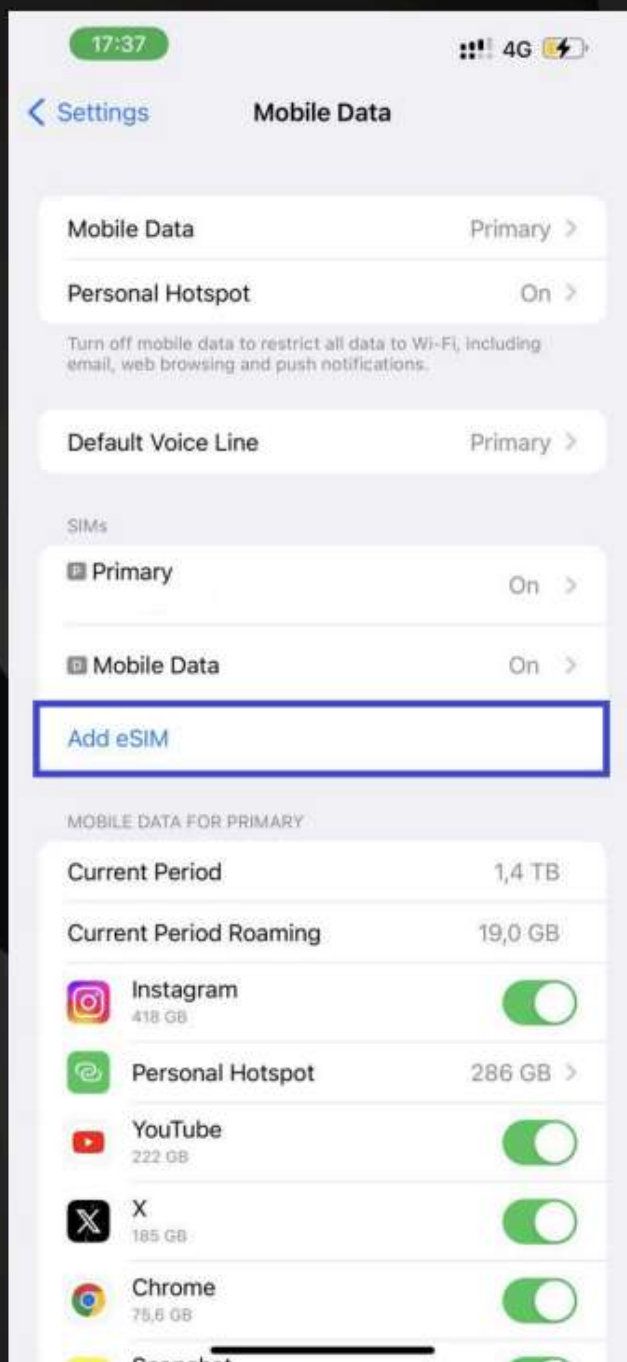 17:37 4G
Settings Mobile Data
Mobile Data Primary
Personal Hotspot On
Turn off mobile data to restrict all data to Wi-Fi, including
email, web browsing and push notifications.
Default Voice Line Primary
SIMs
P Primary On
D Mobile Data On
Add eSIM
MOBILE DATA FOR PRIMARY
Current Period 1,4 TB
Current Period Roaming 19,0 GB
Instagram
418 GB
Personal Hotspot 286 GB
YouTube
222 GB
X
185 GB
Chrome
75,6 GB